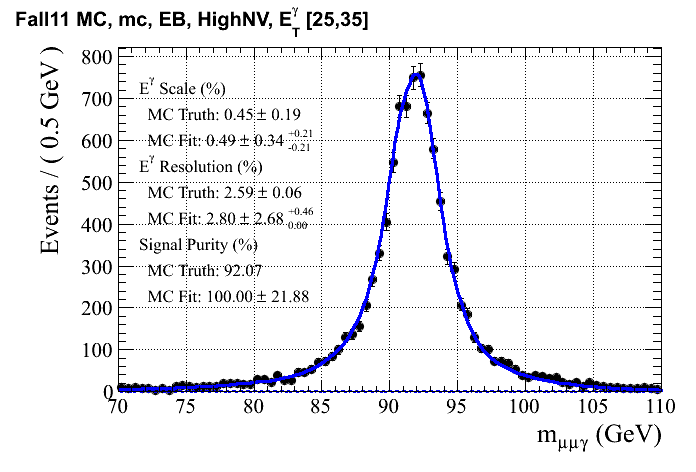 Fall11 MC, mc, EB, HighNV, E_T^γ [25,35]
Events / ( 0.5 GeV )
800
700
600
500
400
300
200
100
0
E^γ Scale (%)
MC Truth: 0.45 ± 0.19
MC Fit: 0.49 ± 0.34 +0.21 -0.21
E^γ Resolution (%)
MC Truth: 2.59 ± 0.06
MC Fit: 2.80 ± 2.68 +0.46 0.00
Signal Purity (%)
MC Truth: 92.07
MC Fit: 100.00 ± 21.88
70 75 80 85 90 95 100 105 110
m_μμγ (GeV)